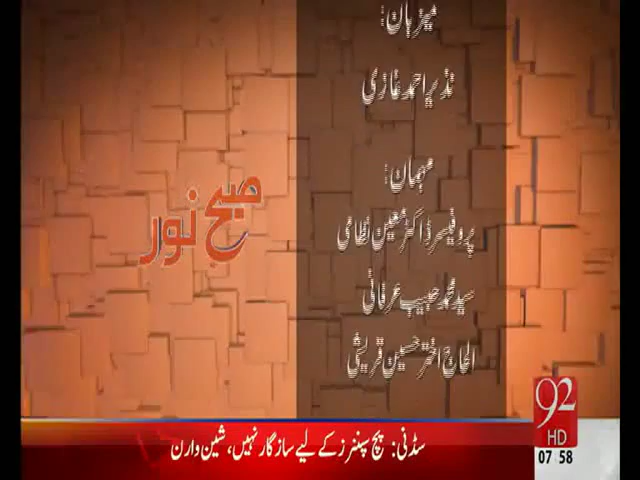 میزبان:
نذیر احمد غازی
مہمان:
پروفیسر ڈاکٹر معین نظامی
سید محمد حبیب عرفانی
الحاج اختر حسین قریشی
صبح نور
92
HD
07 58
سڈنی: پچ سپنرز کے لیے سازگار نہیں، شین وارن